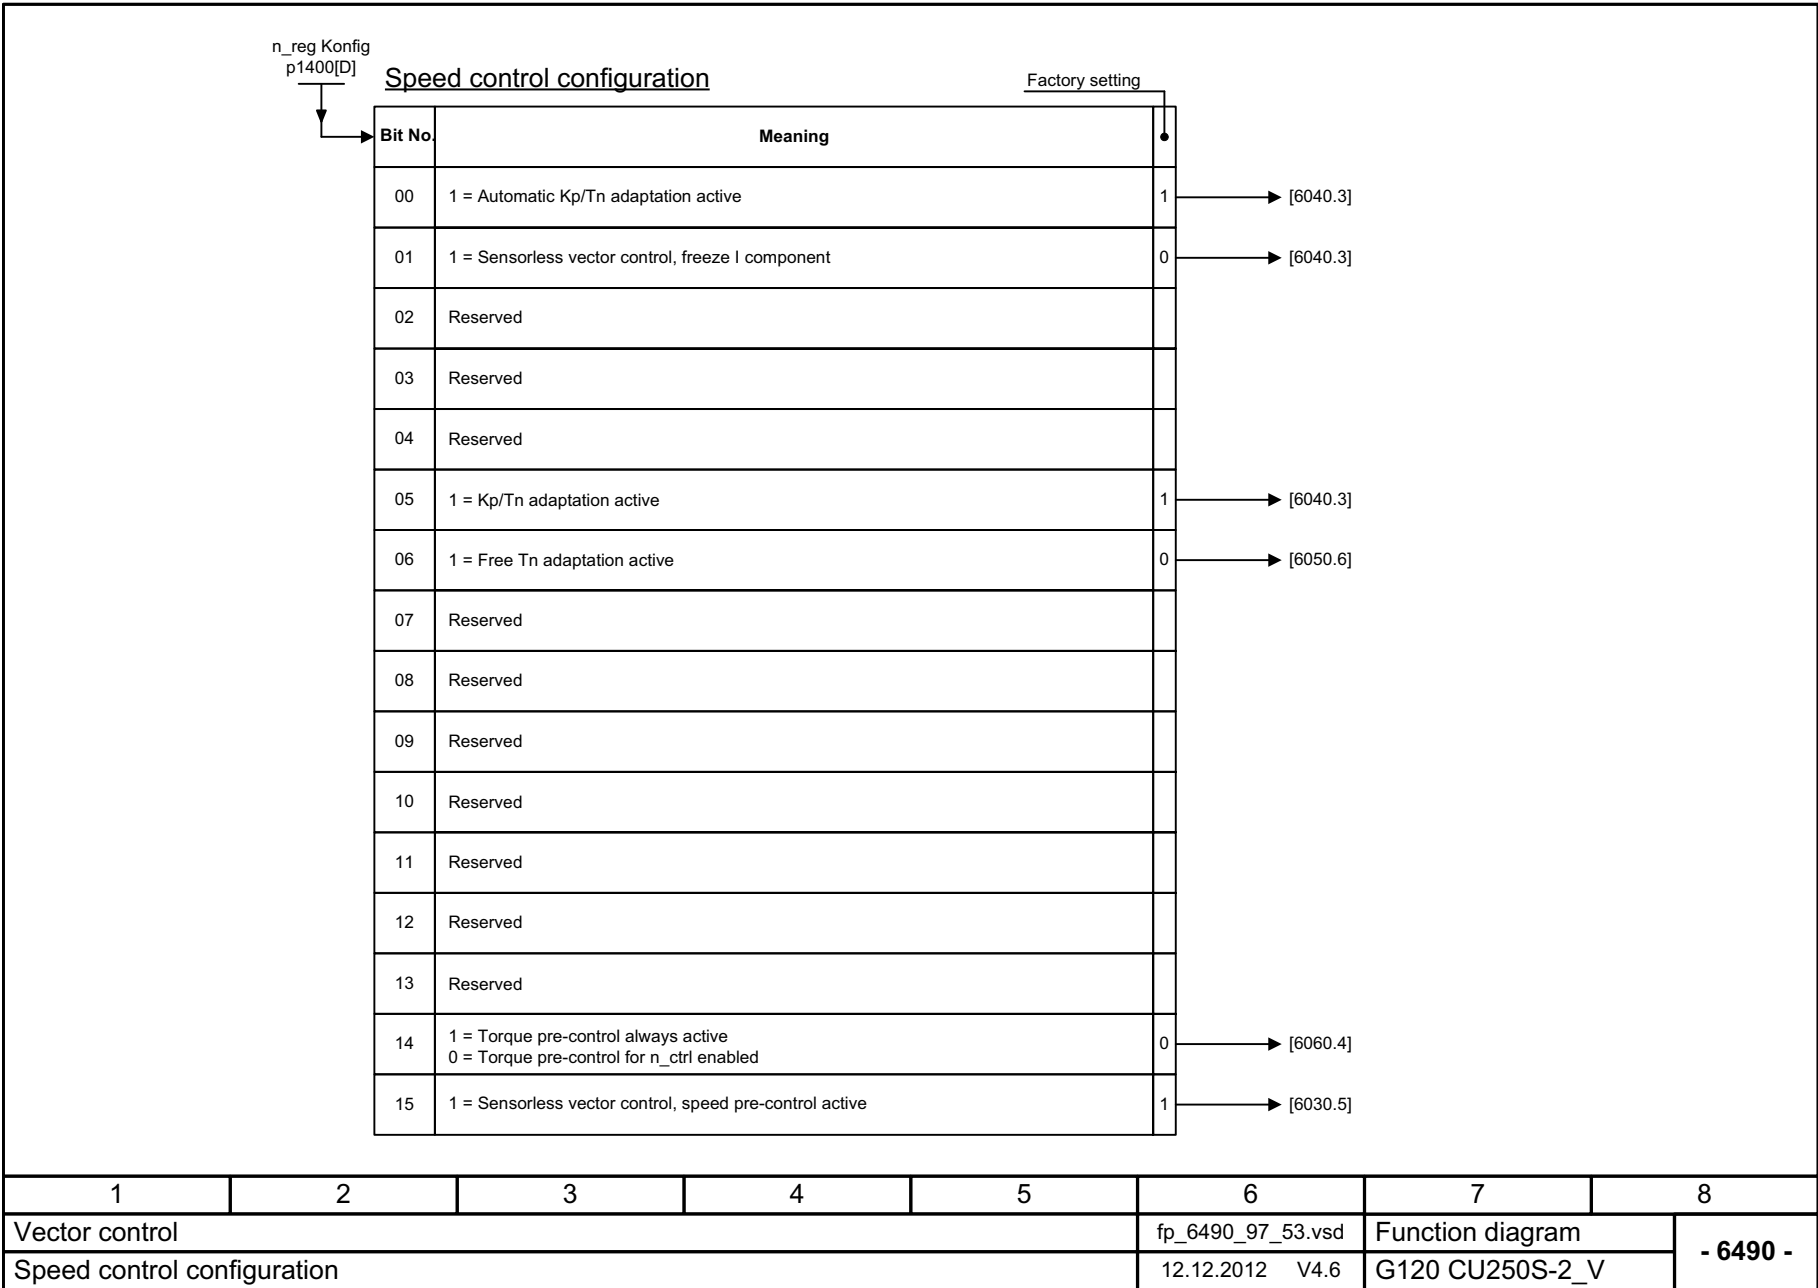 n_reg Konfig
p1400[D]
Speed control configuration
Factory setting
Bit No. Meaning
00 1 = Automatic Kp/Tn adaptation active 1 [6040.3]
01 1 = Sensorless vector control, freeze I component 0 [6040.3]
02 Reserved
03 Reserved
04 Reserved
05 1 = Kp/Tn adaptation active 1 [6040.3]
06 1 = Free Tn adaptation active 0 [6050.6]
07 Reserved
08 Reserved
09 Reserved
10 Reserved
11 Reserved
12 Reserved
13 Reserved
14 1 = Torque pre-control always active
0 = Torque pre-control for n_ctrl enabled 0 [6060.4]
15 1 = Sensorless vector control, speed pre-control active 1 [6030.5]
1 2 3 4 5 6 7 8
Vector control fp_6490_97_53.vsd Function diagram
- 6490 -
Speed control configuration 12.12.2012 V4.6 G120 CU250S-2_V